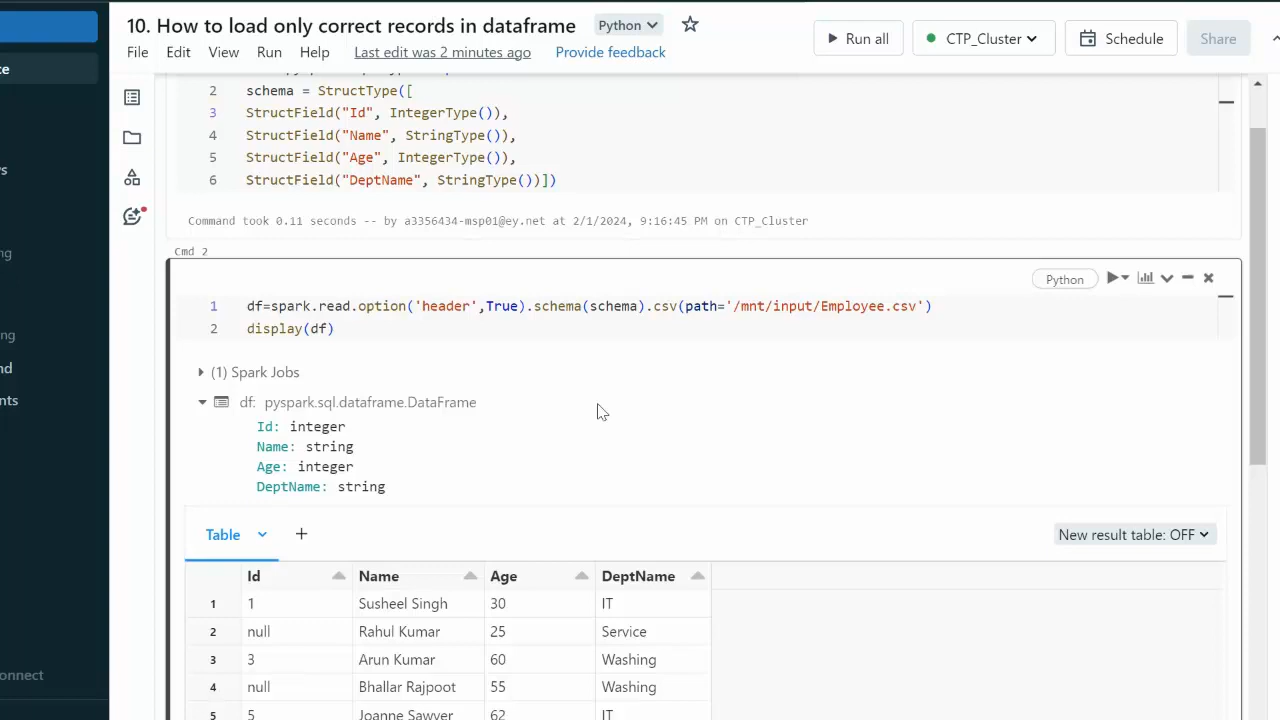 10. How to load only correct records in dataframe
Python
File Edit View Run Help Last edit was 2 minutes ago Provide feedback
Run all
CTP_Cluster
Schedule
Share
2 schema = StructType([
3 StructField("Id", IntegerType()),
4 StructField("Name", StringType()),
5 StructField("Age", IntegerType()),
6 StructField("DeptName", StringType())])
Command took 0.11 seconds -- by a3356434-msp01@ey.net at 2/1/2024, 9:16:45 PM on CTP_Cluster
Cmd 2
Python
1 df=spark.read.option('header',True).schema(schema).csv(path='/mnt/input/Employee.csv')
2 display(df)
(1) Spark Jobs
df: pyspark.sql.dataframe.DataFrame
Id: integer
Name: string
Age: integer
DeptName: string
Table +
New result table: OFF
Id Name Age DeptName
1 1 Susheel Singh 30 IT
2 null Rahul Kumar 25 Service
3 3 Arun Kumar 60 Washing
4 null Bhallar Rajpoot 55 Washing
5 5 Joanne Sawyer 62 IT
onnect